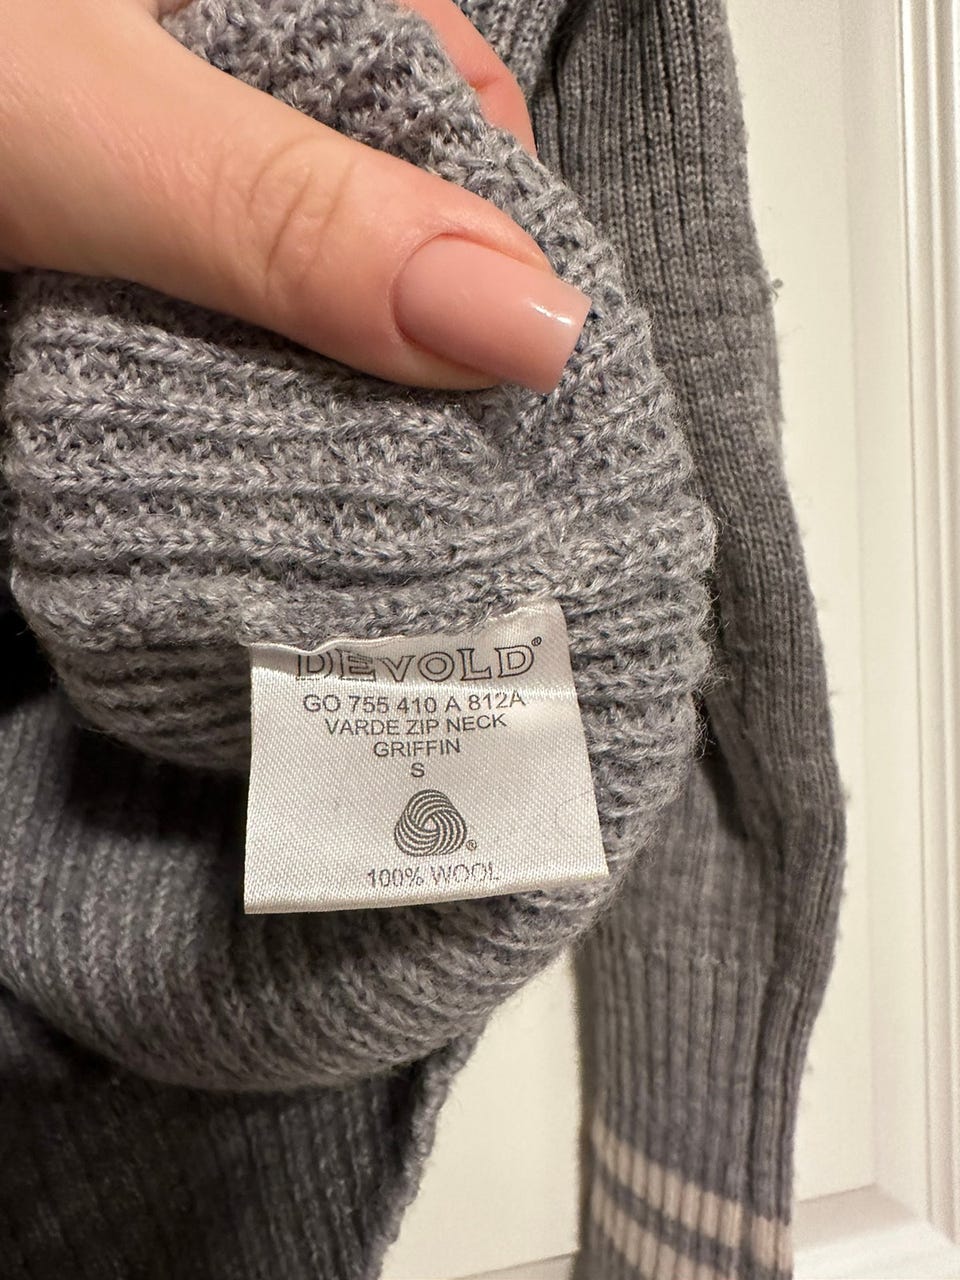 DEVOLD®
GO 755 410 A 812A
VARDE ZIP NECK
GRIFFIN
S
®
100% WOOL